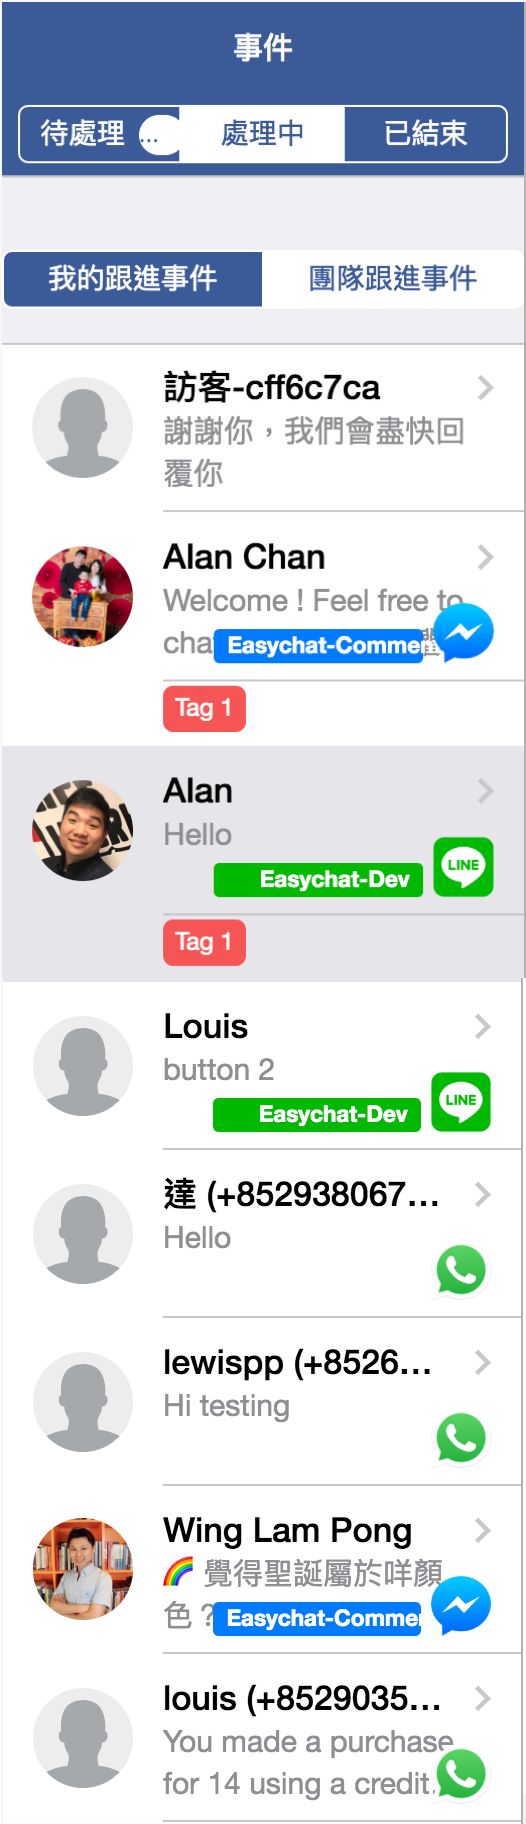 事件
待處理 ... 處理中 已結束
我的跟進事件 團隊跟進事件
訪客-cff6c7ca
謝謝你，我們會盡快回
覆你
Alan Chan
Welcome ! Feel free to
cha Easychat-Comme
Tag 1
Alan
Hello
LINE
Easychat-Dev
Tag 1
Louis
button 2
LINE
Easychat-Dev
達 (+852938067...
Hello
lewispp (+8526...
Hi testing
Wing Lam Pong
🌈 覺得聖誕屬於咩顏
色？ Easychat-Comme
louis (+8529035...
You made a purchase
for 14 using a credit.